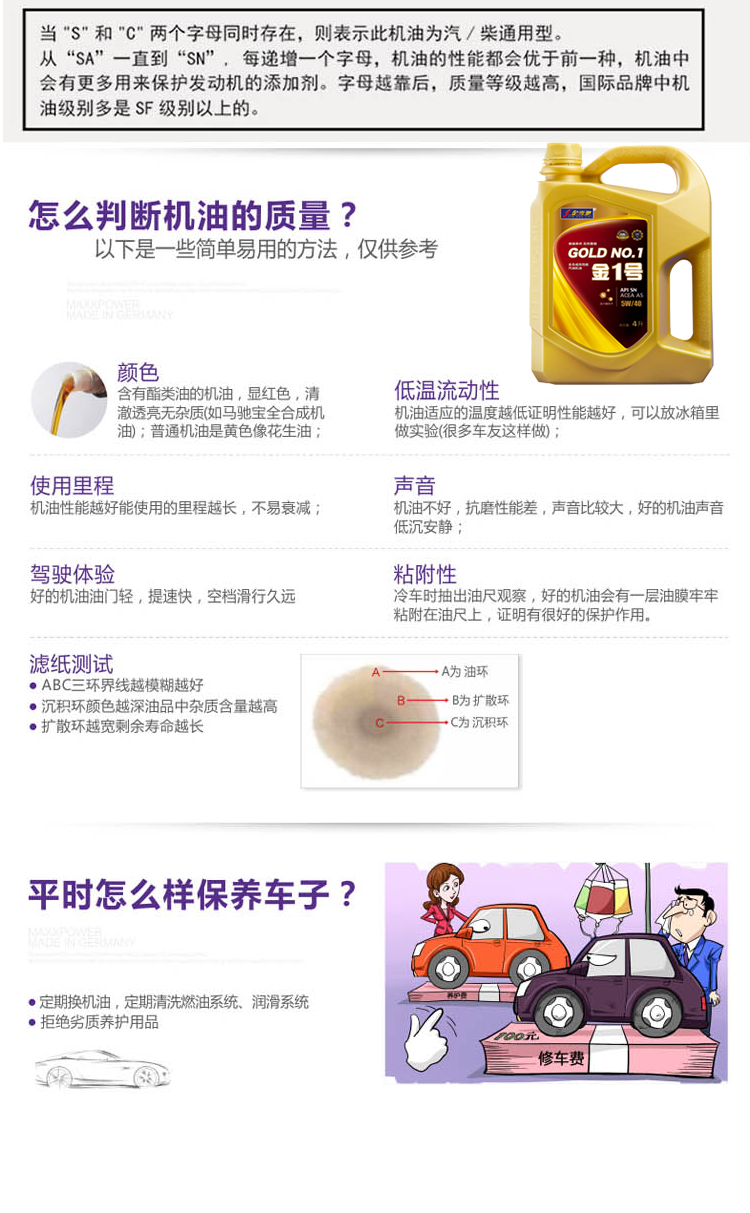 当 "S" 和 "C" 两个字母同时存在，则表示此机油为汽 / 柴通用型。
从“SA”一直到“SN”. 每递增一个字母，机油的性能都会优于前一种，机油中
会有更多用来保护发动机的添加剂。字母越靠后，质量等级越高，国际品牌中机
油级别多是 SF 级别以上的。
怎么判断机油的质量？
以下是一些简单易用的方法，仅供参考
MAXXPOWER
MADE IN GERMANY
GOLD NO.1
金1号
API SN
ACEA A5
5W/40
4升
颜色
含有酯类油的机油，显红色，清
澈透亮无杂质(如马驰宝全合成机
油)；普通机油是黄色像花生油；
低温流动性
机油适应的温度越低证明性能越好，可以放冰箱里
做实验(很多车友这样做)；
使用里程
机油性能越好能使用的里程越长，不易衰减；
声音
机油不好，抗磨性能差，声音比较大，好的机油声音
低沉安静；
驾驶体验
好的机油油门轻，提速快，空档滑行久远
粘附性
冷车时抽出油尺观察，好的机油会有一层油膜牢牢
粘附在油尺上，证明有很好的保护作用。
滤纸测试
● ABC三环界线越模糊越好
● 沉积环颜色越深油品中杂质含量越高
● 扩散环越宽剩余寿命越长
A
A为 油环
B
B为 扩散环
C
C为 沉积环
平时怎么样保养车子？
MAXXPOWER
MADE IN GERMANY
● 定期换机油，定期清洗燃油系统、润滑系统
● 拒绝劣质养护用品
养护费
100元
修车费